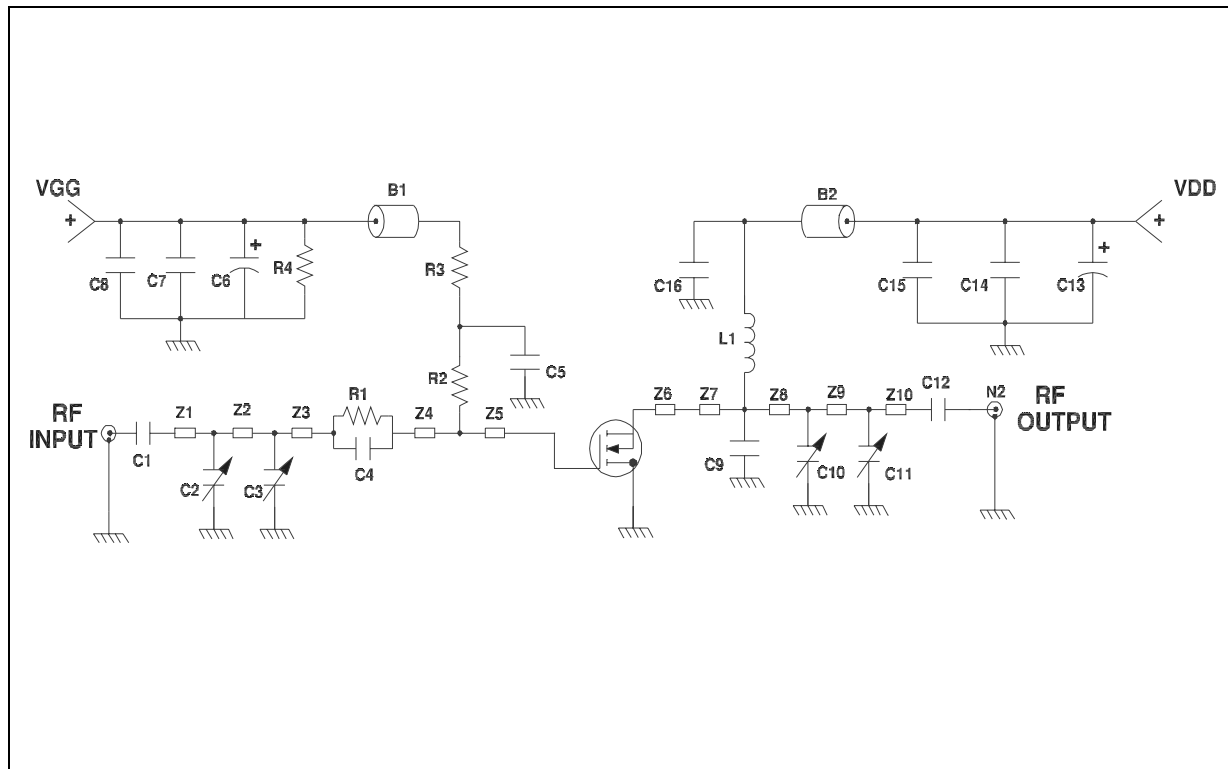 VGG
+
B1
B2
VDD
+
C8
C7
C6
+
R4
R3
C16
C15
C14
C13
+
L1
R2
C5
RF
INPUT
Z1
Z2
Z3
R1
Z4
Z5
Z6
Z7
Z8
Z9
Z10
C12
N2
RF
OUTPUT
C1
C2
C3
C4
C9
C10
C11